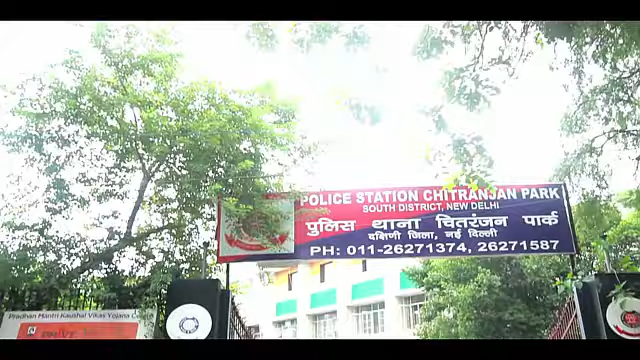 POLICE STATION CHITRANJAN PARK
SOUTH DISTRICT, NEW DELHI
पुलिस थाना चितरंजन पार्क
दक्षिणी जिला, नई दिल्ली
PH: 011-26271374, 26271587
Pradhan Mantri Kaushal Vikas Yojana Centre